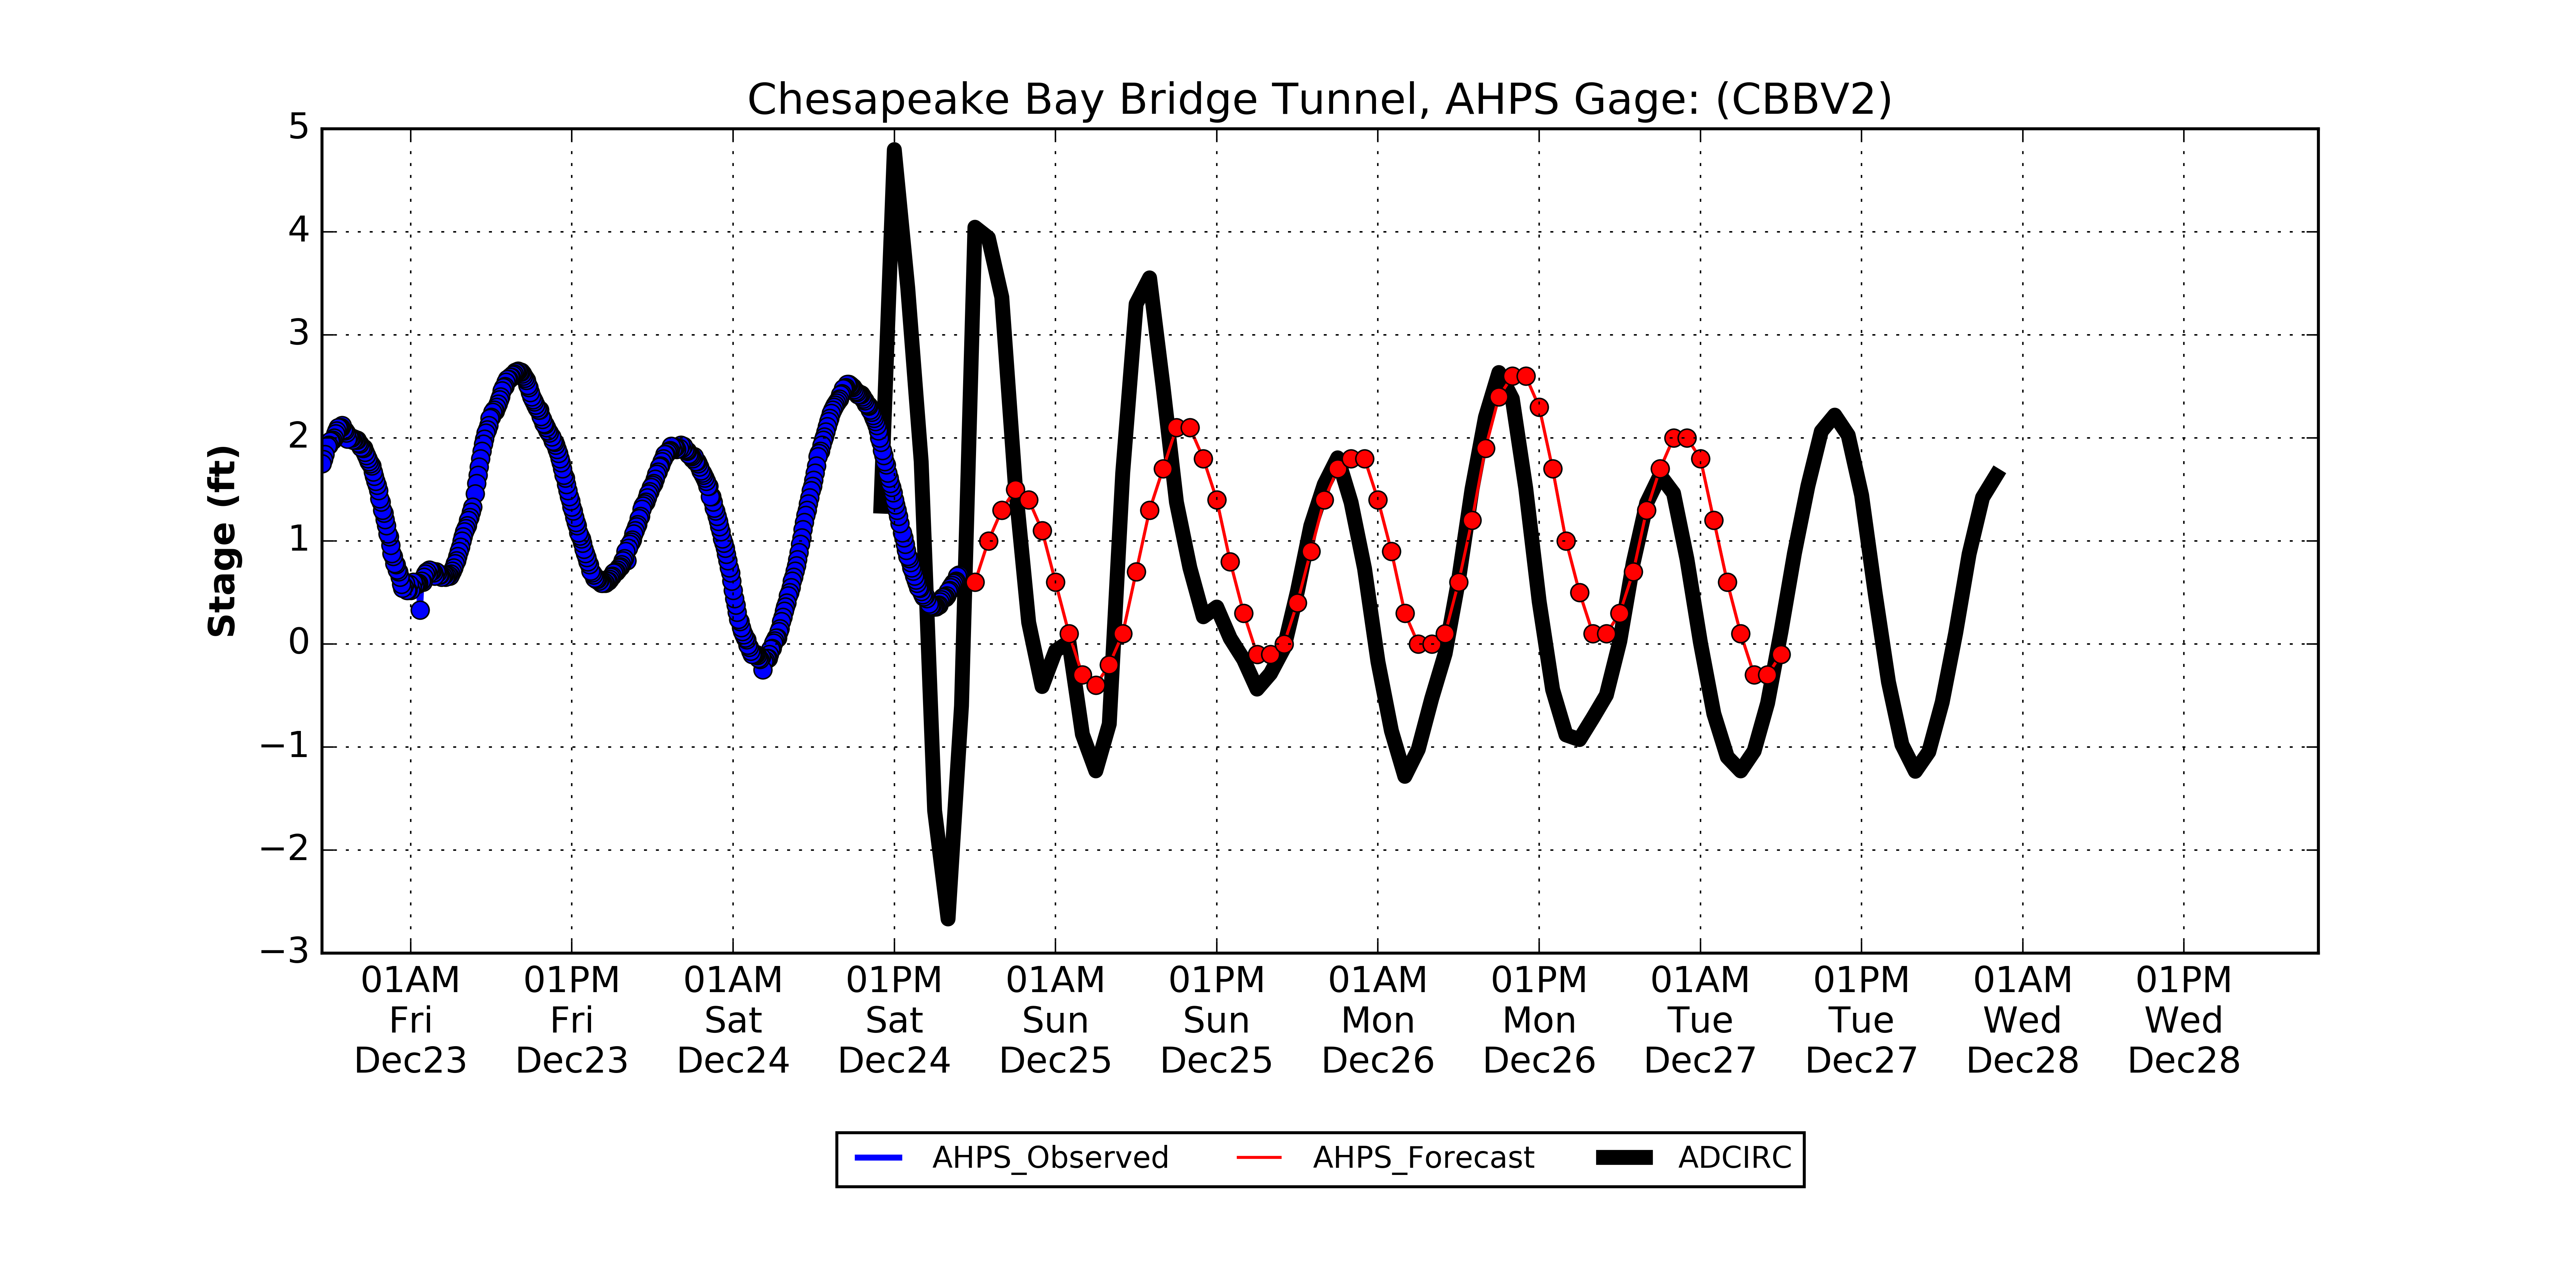 Chesapeake Bay Bridge Tunnel, AHPS Gage: (CBBV2)
Stage (ft)
5
4
3
2
1
0
−1
−2
−3
01AM 01PM 01AM 01PM 01AM 01PM 01AM 01PM 01AM 01PM 01AM 01PM
Fri Fri Sat Sat Sun Sun Mon Mon Tue Tue Wed Wed
Dec23 Dec23 Dec24 Dec24 Dec25 Dec25 Dec26 Dec26 Dec27 Dec27 Dec28 Dec28
AHPS_Observed AHPS_Forecast ADCIRC